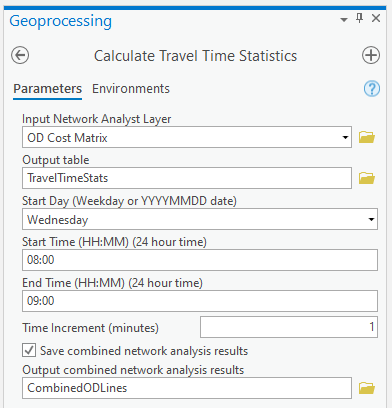 Geoprocessing
Calculate Travel Time Statistics
Parameters Environments
Input Network Analyst Layer
OD Cost Matrix
Output table
TravelTimeStats
Start Day (Weekday or YYYYMMDD date)
Wednesday
Start Time (HH:MM) (24 hour time)
08:00
End Time (HH:MM) (24 hour time)
09:00
Time Increment (minutes) 1
Save combined network analysis results
Output combined network analysis results
CombinedODLines